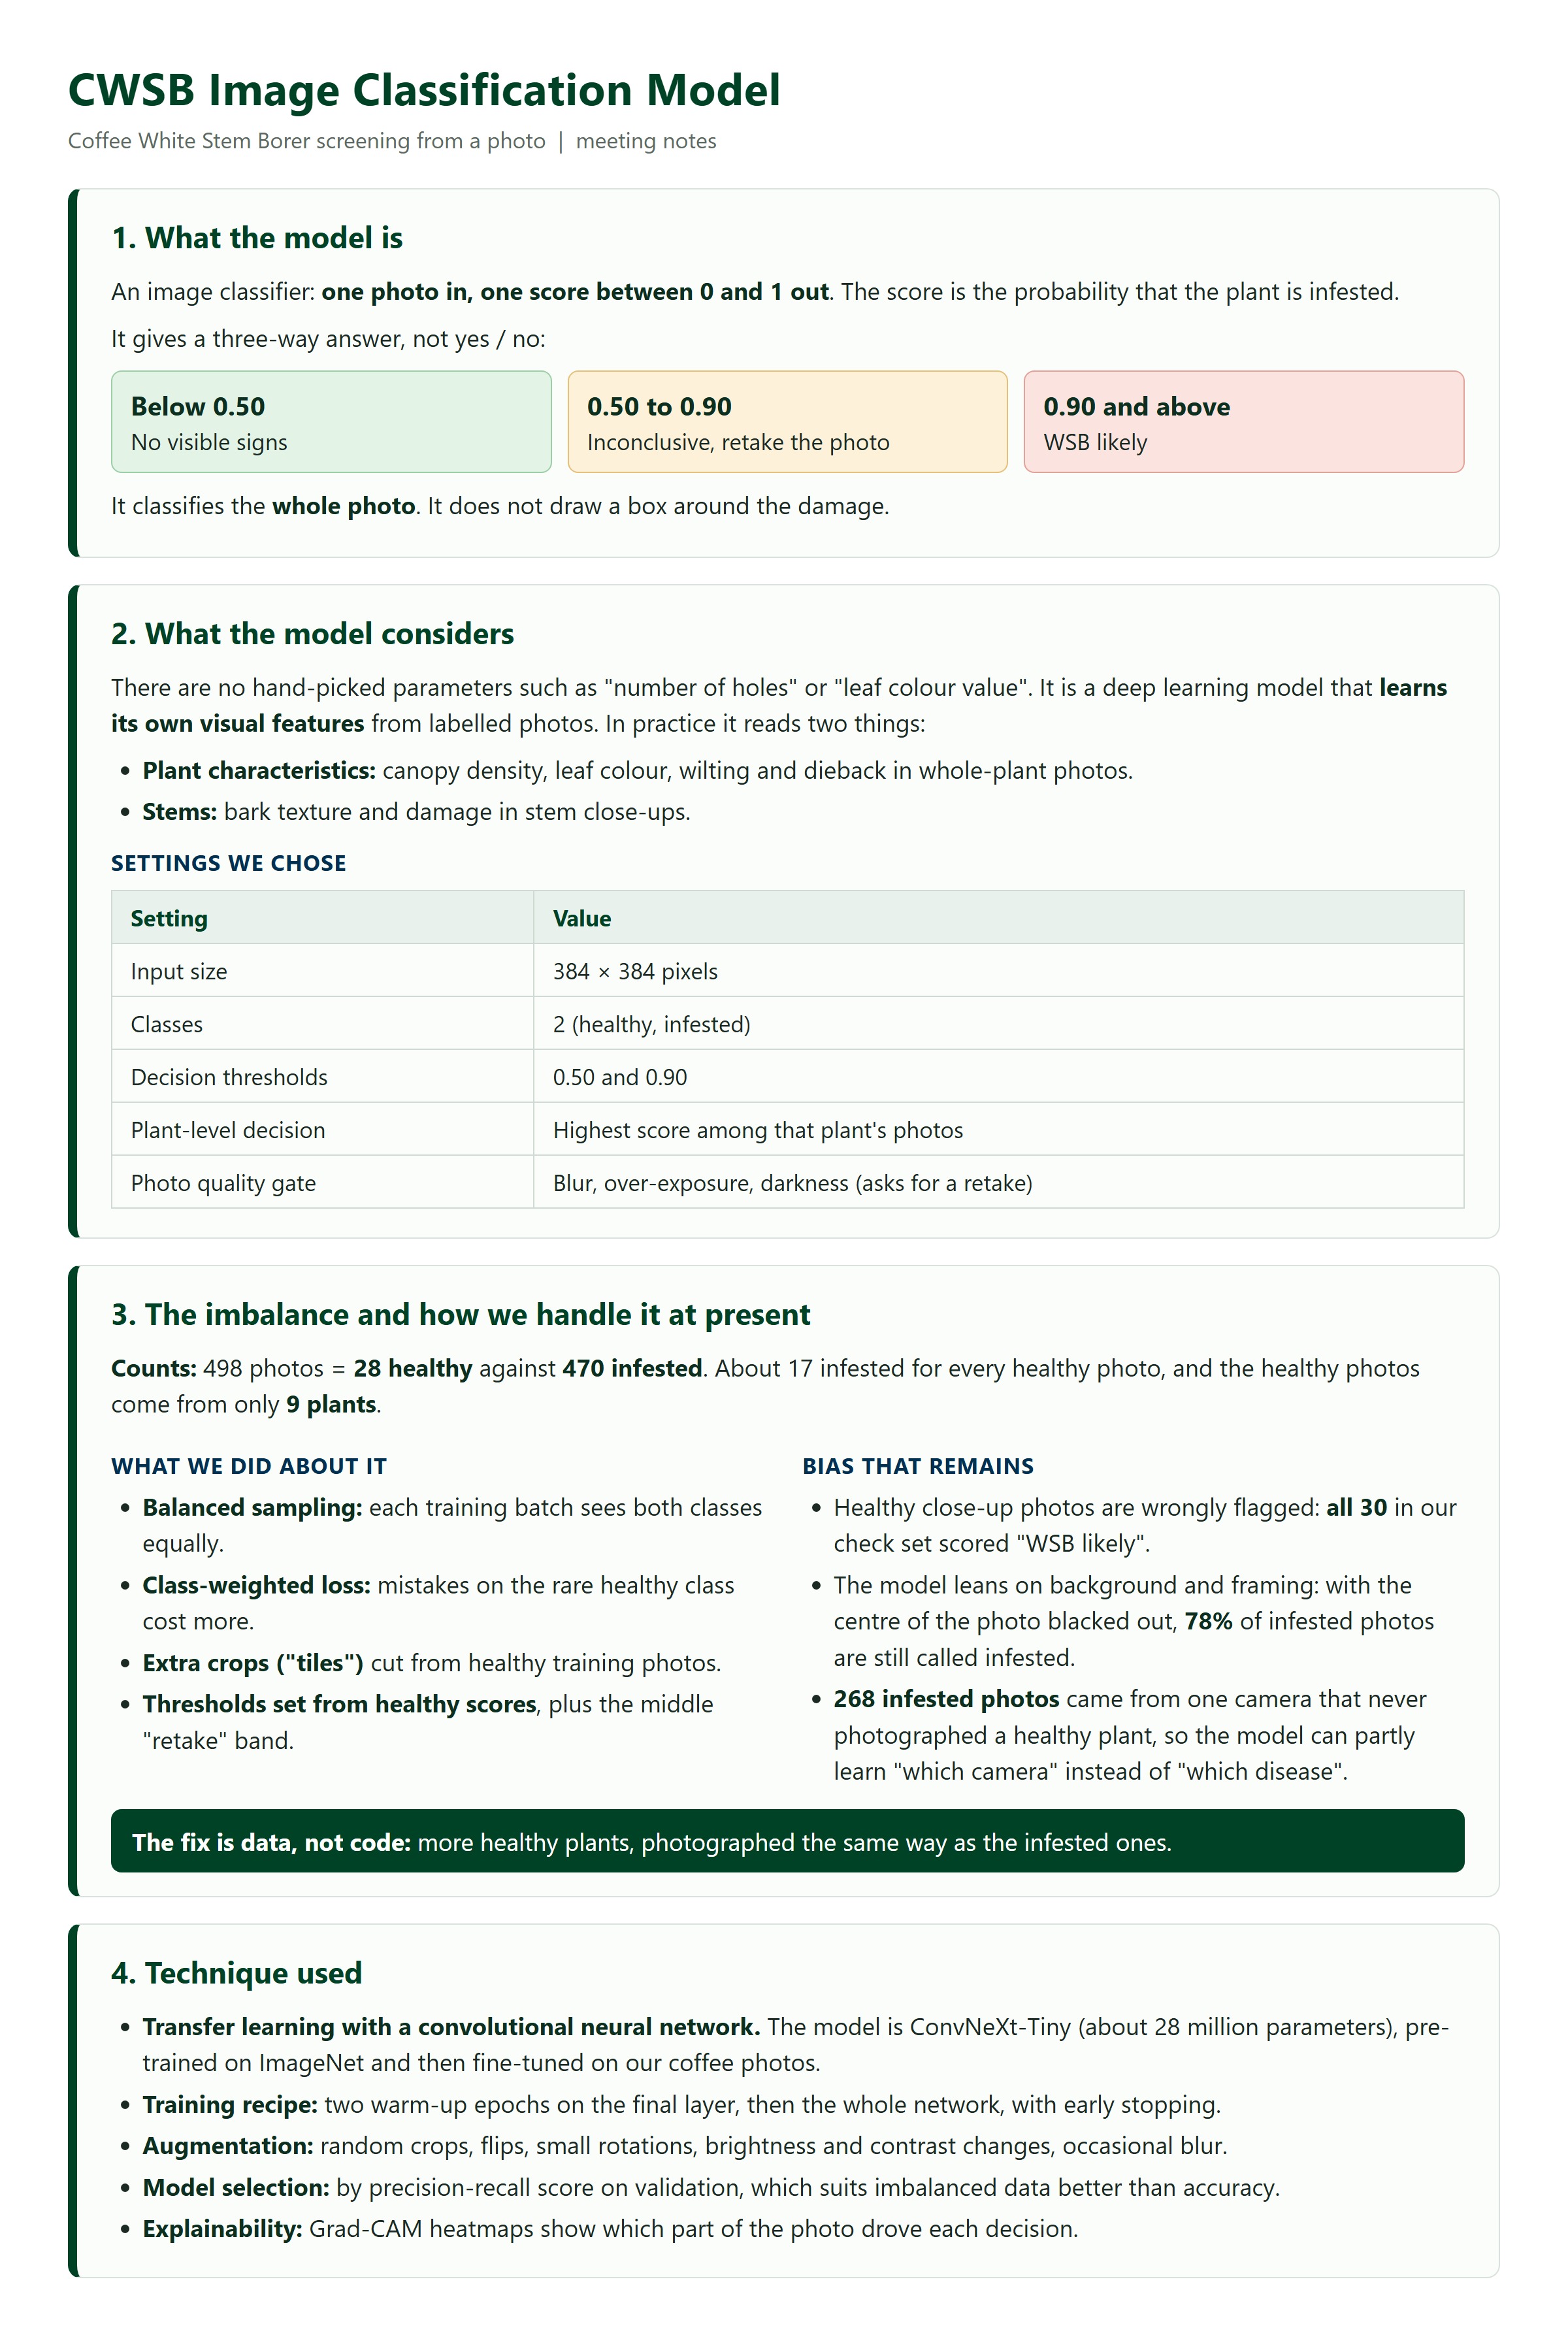 CWSB Image Classification Model
Coffee White Stem Borer screening from a photo | meeting notes
1. What the model is
An image classifier: one photo in, one score between 0 and 1 out. The score is the probability that the plant is infested.
It gives a three-way answer, not yes / no:
Below 0.50
No visible signs
0.50 to 0.90
Inconclusive, retake the photo
0.90 and above
WSB likely
It classifies the whole photo. It does not draw a box around the damage.
2. What the model considers
There are no hand-picked parameters such as "number of holes" or "leaf colour value". It is a deep learning model that learns
its own visual features from labelled photos. In practice it reads two things:
• Plant characteristics: canopy density, leaf colour, wilting and dieback in whole-plant photos.
• Stems: bark texture and damage in stem close-ups.
SETTINGS WE CHOSE
Setting Value
Input size 384 × 384 pixels
Classes 2 (healthy, infested)
Decision thresholds 0.50 and 0.90
Plant-level decision Highest score among that plant's photos
Photo quality gate Blur, over-exposure, darkness (asks for a retake)
3. The imbalance and how we handle it at present
Counts: 498 photos = 28 healthy against 470 infested. About 17 infested for every healthy photo, and the healthy photos
come from only 9 plants.
WHAT WE DID ABOUT IT
• Balanced sampling: each training batch sees both classes
equally.
• Class-weighted loss: mistakes on the rare healthy class
cost more.
• Extra crops ("tiles") cut from healthy training photos.
• Thresholds set from healthy scores, plus the middle
"retake" band.
BIAS THAT REMAINS
• Healthy close-up photos are wrongly flagged: all 30 in our
check set scored "WSB likely".
• The model leans on background and framing: with the
centre of the photo blacked out, 78% of infested photos
are still called infested.
• 268 infested photos came from one camera that never
photographed a healthy plant, so the model can partly
learn "which camera" instead of "which disease".
The fix is data, not code: more healthy plants, photographed the same way as the infested ones.
4. Technique used
• Transfer learning with a convolutional neural network. The model is ConvNeXt-Tiny (about 28 million parameters), pre-
trained on ImageNet and then fine-tuned on our coffee photos.
• Training recipe: two warm-up epochs on the final layer, then the whole network, with early stopping.
• Augmentation: random crops, flips, small rotations, brightness and contrast changes, occasional blur.
• Model selection: by precision-recall score on validation, which suits imbalanced data better than accuracy.
• Explainability: Grad-CAM heatmaps show which part of the photo drove each decision.